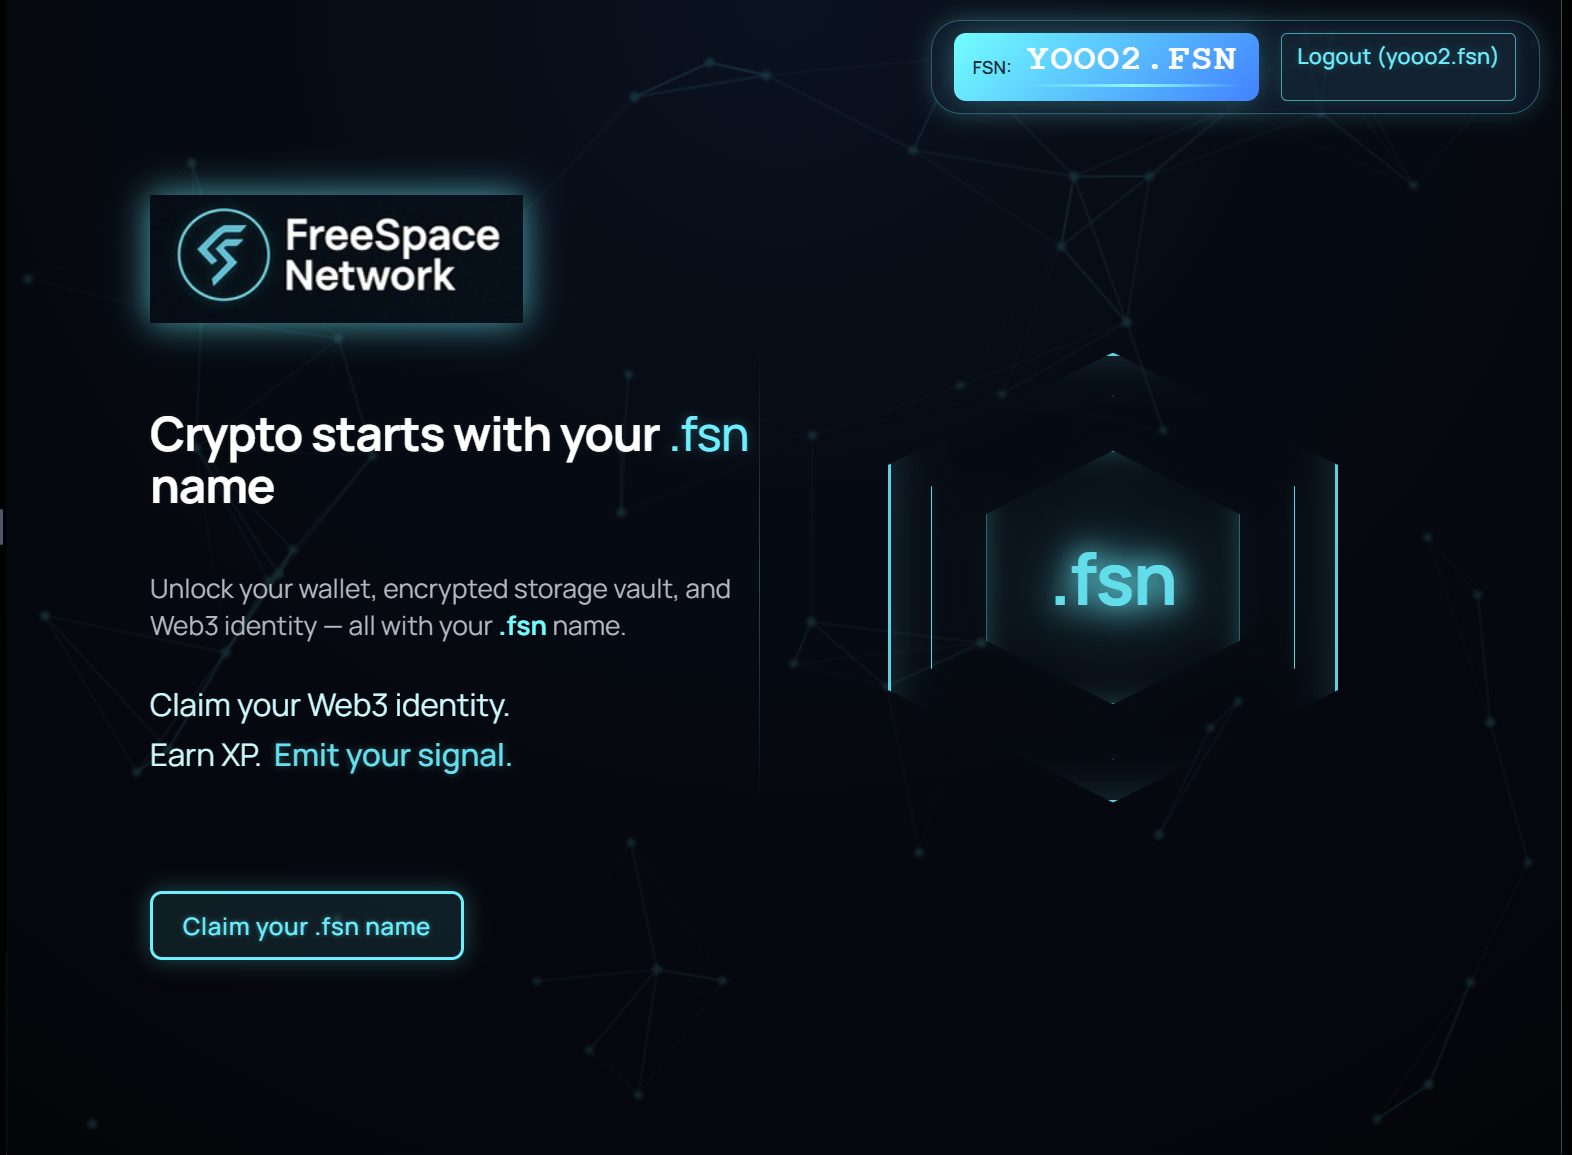 FSN: YOOO2.FSN
Logout (yooo2.fsn)
FreeSpace
Network
Crypto starts with your .fsn
name
Unlock your wallet, encrypted storage vault, and
Web3 identity — all with your .fsn name.
Claim your Web3 identity.
Earn XP. Emit your signal.
.fsn
Claim your .fsn name